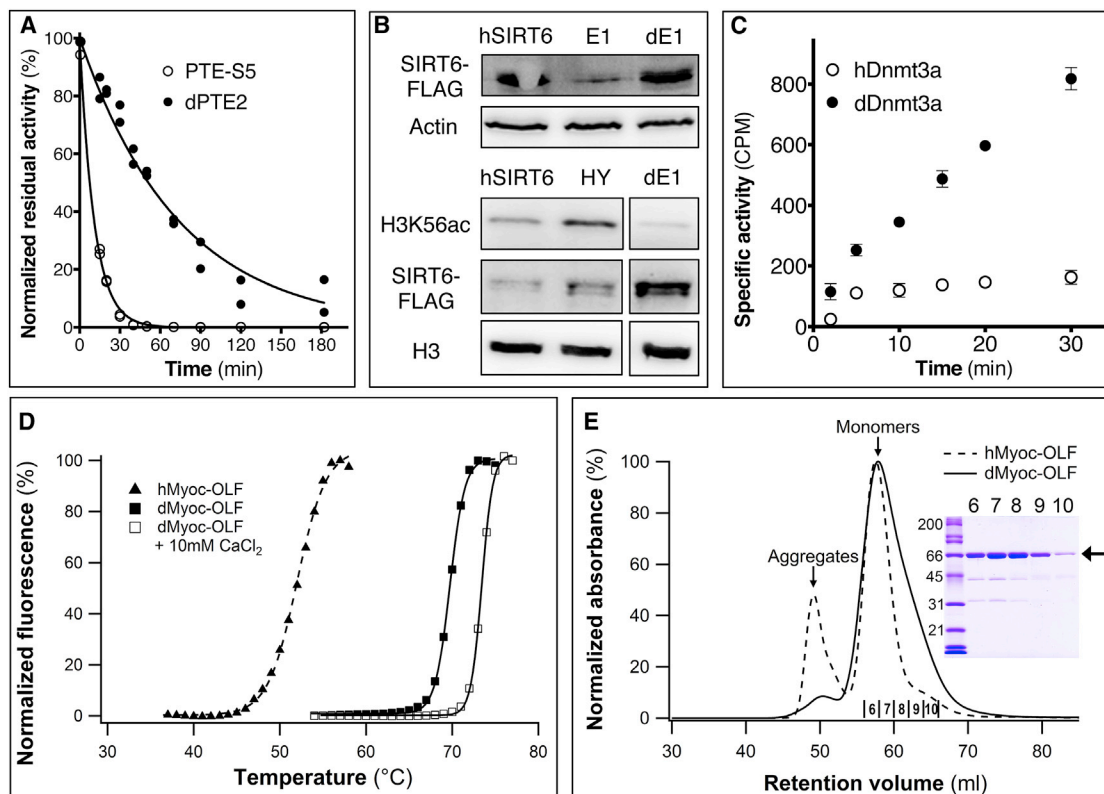 A
Normalized residual activity (%)
100
80
60
40
20
0
PTE-S5
dPTE2
0 30 60 90 120 150 180
Time (min)
B
hSIRT6 E1 dE1
SIRT6-
FLAG
Actin
hSIRT6 HY dE1
H3K56ac
SIRT6-
FLAG
H3
C
Specific activity (CPM)
800
600
400
200
0
hDnmt3a
dDnmt3a
0 10 20 30
Time (min)
D
Normalized fluorescence (%)
100
80
60
40
20
0
hMyoc-OLF
dMyoc-OLF
dMyoc-OLF
+ 10mM CaCl₂
40 50 60 70 80
Temperature (°C)
E
Normalized absorbance (%)
100
80
60
40
20
0
Monomers
Aggregates
hMyoc-OLF
dMyoc-OLF
6 7 8 9 10
200
66
45
31
21
6 7 8 9 10
30 40 50 60 70 80
Retention volume (ml)